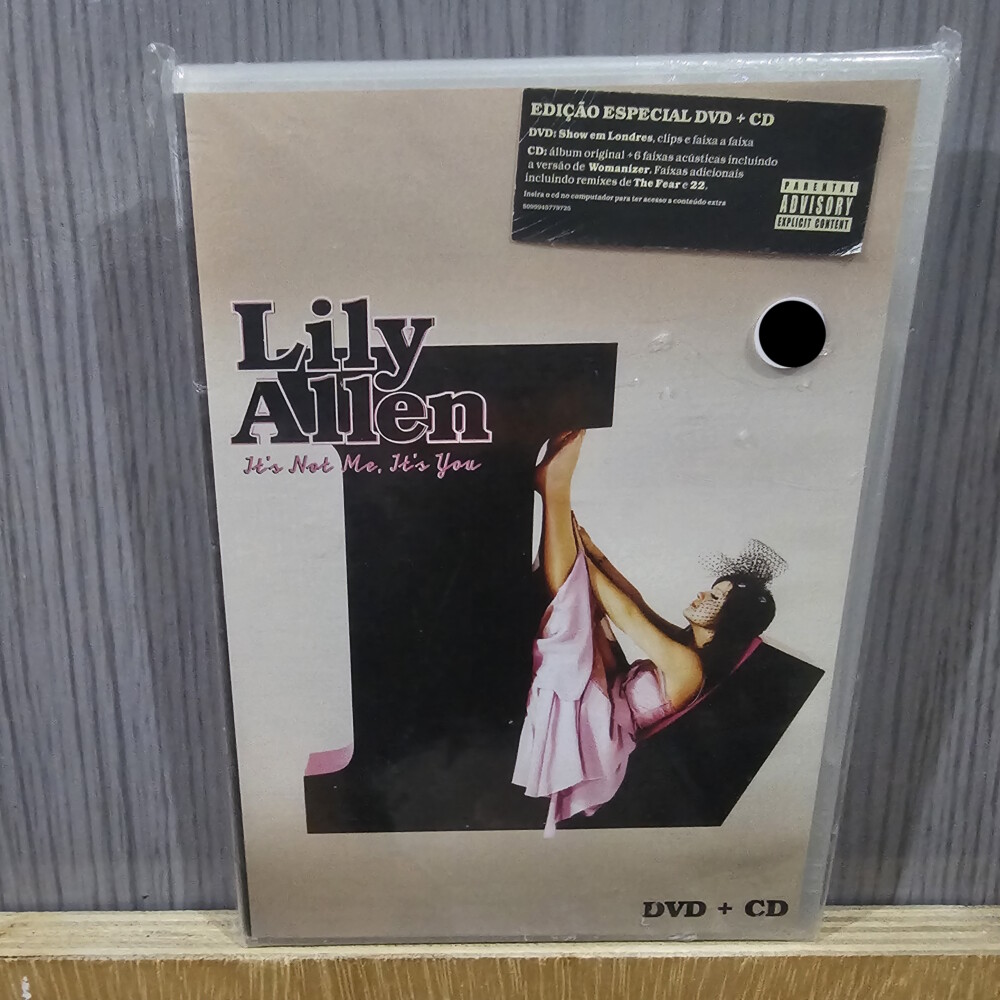 EDIÇÃO ESPECIAL DVD + CD
DVD: Show em Londres, clips e faixa a faixa
CD: álbum original +6 faixas acústicas incluindo
a versão de Womanizer. Faixas adicionais
incluindo remixes de The Fear e 22.
Insira o cd no computador para ter acesso a conteúdo extra
PARENTAL
ADVISORY
EXPLICIT CONTENT
Lily
Allen
It's Not Me, It's You
DVD + CD